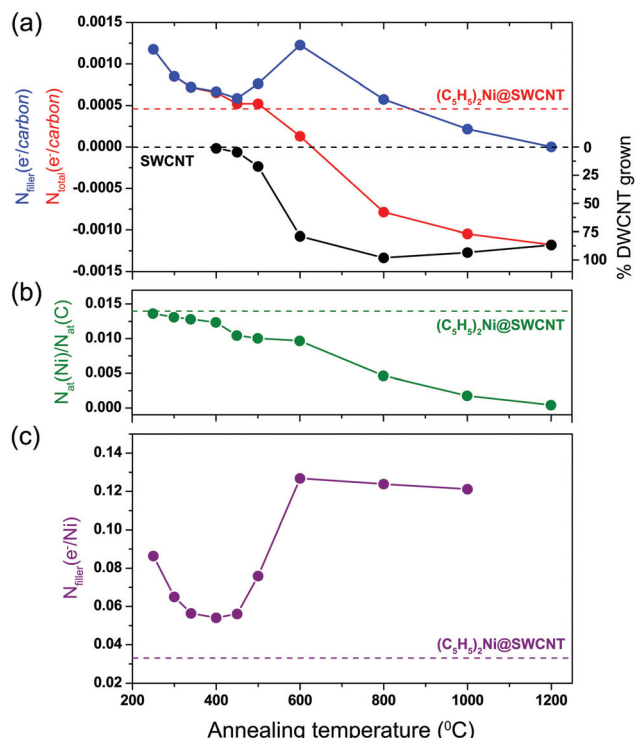 (a)
0.0015
0.0010
0.0005
0.0000
-0.0005
-0.0010
-0.0015
N_filler(e⁻/carbon)
N_total(e⁻/carbon)
(C₅H₅)₂Ni@SWCNT
SWCNT
0
25
50
75
100
% DWCNT grown
(b)
0.015
0.010
0.005
0.000
N_at(Ni)/N_at(C)
(C₅H₅)₂Ni@SWCNT
(c)
0.14
0.12
0.10
0.08
0.06
0.04
0.02
N_filler(e⁻/Ni)
(C₅H₅)₂Ni@SWCNT
200 400 600 800 1000 1200
Annealing temperature (⁰C)